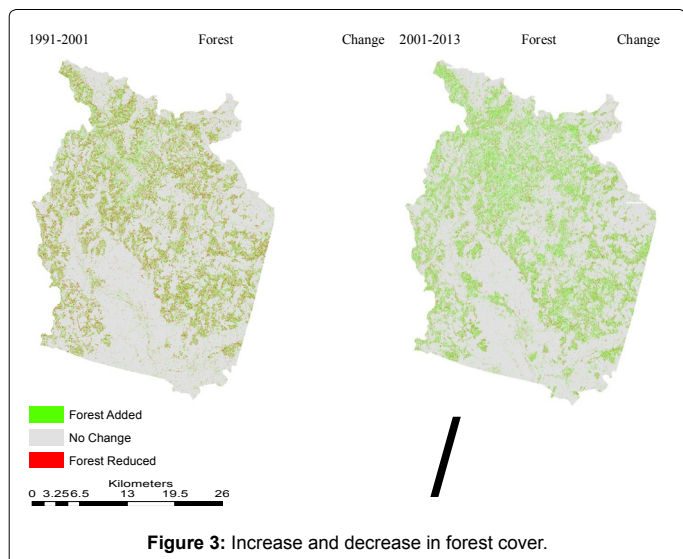 1991-2001 Forest Change 2001-2013 Forest Change
Forest Added
No Change
Forest Reduced
Kilometers
0 3.25 6.5 13 19.5 26
Figure 3: Increase and decrease in forest cover.